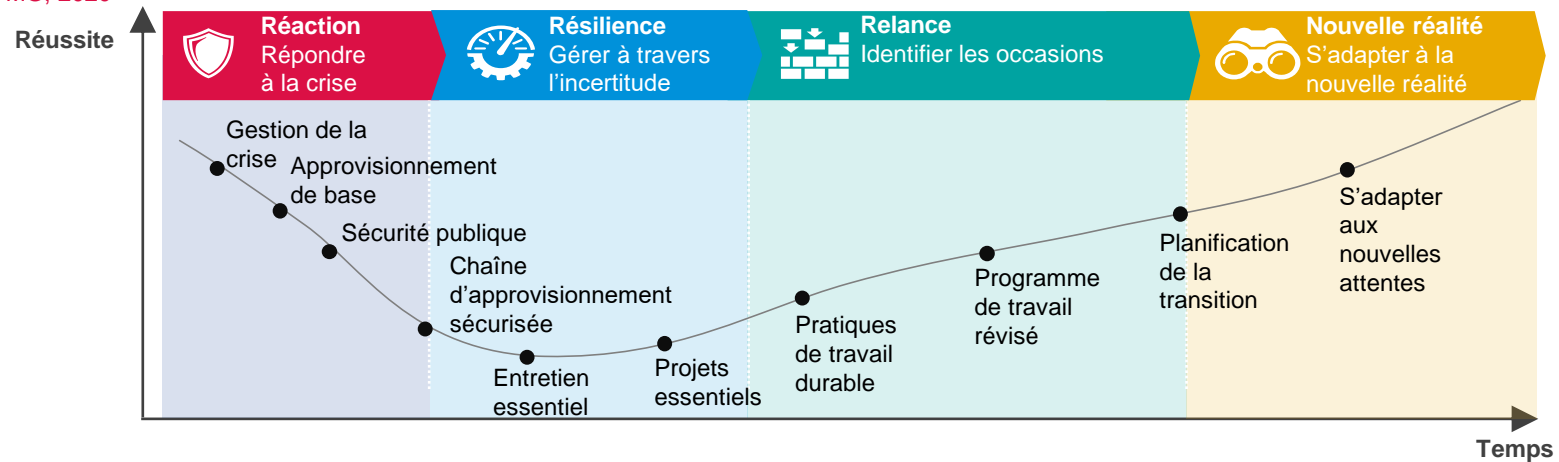 2020
Réussite
Réaction
Répondre
à la crise
Résilience
Gérer à travers
l’incertitude
Relance
Identifier les occasions
Nouvelle réalité
S’adapter à la
nouvelle réalité
Gestion de la
crise
Approvisionnement
de base
Sécurité publique
Chaîne
d’approvisionnement
sécurisée
Entretien
essentiel
Projets
essentiels
Pratiques
de travail
durable
Programme
de travail
révisé
Planification
de la
transition
S’adapter
aux
nouvelles
attentes
Temps